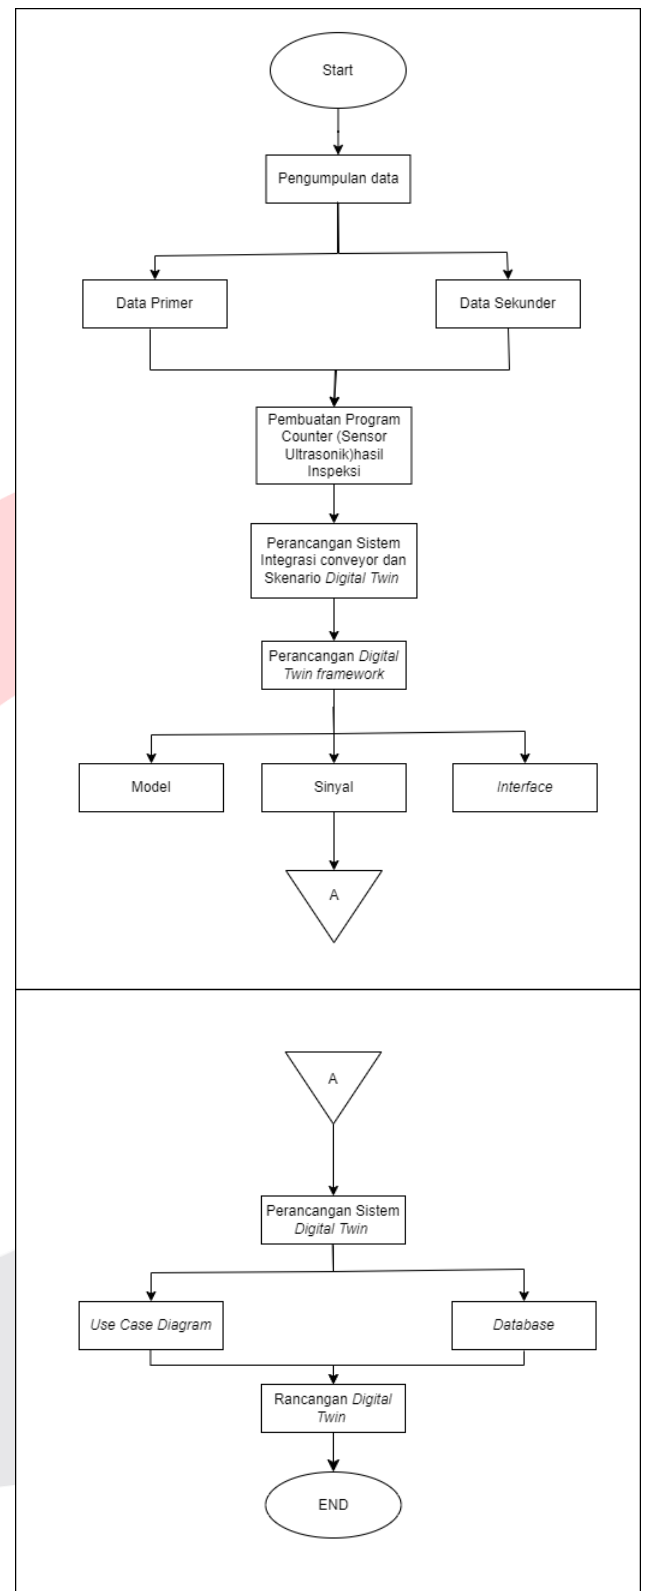 Start
Pengumpulan data
Data Primer
Data Sekunder
Pembuatan Program
Counter (Sensor
Ultrasonik)hasil
Inspeksi
Perancangan Sistem
Integrasi conveyor dan
Skenario Digital Twin
Perancangan Digital
Twin framework
Model
Sinyal
Interface
A
A
Perancangan Sistem
Digital Twin
Use Case Diagram
Database
Rancangan Digital
Twin
END